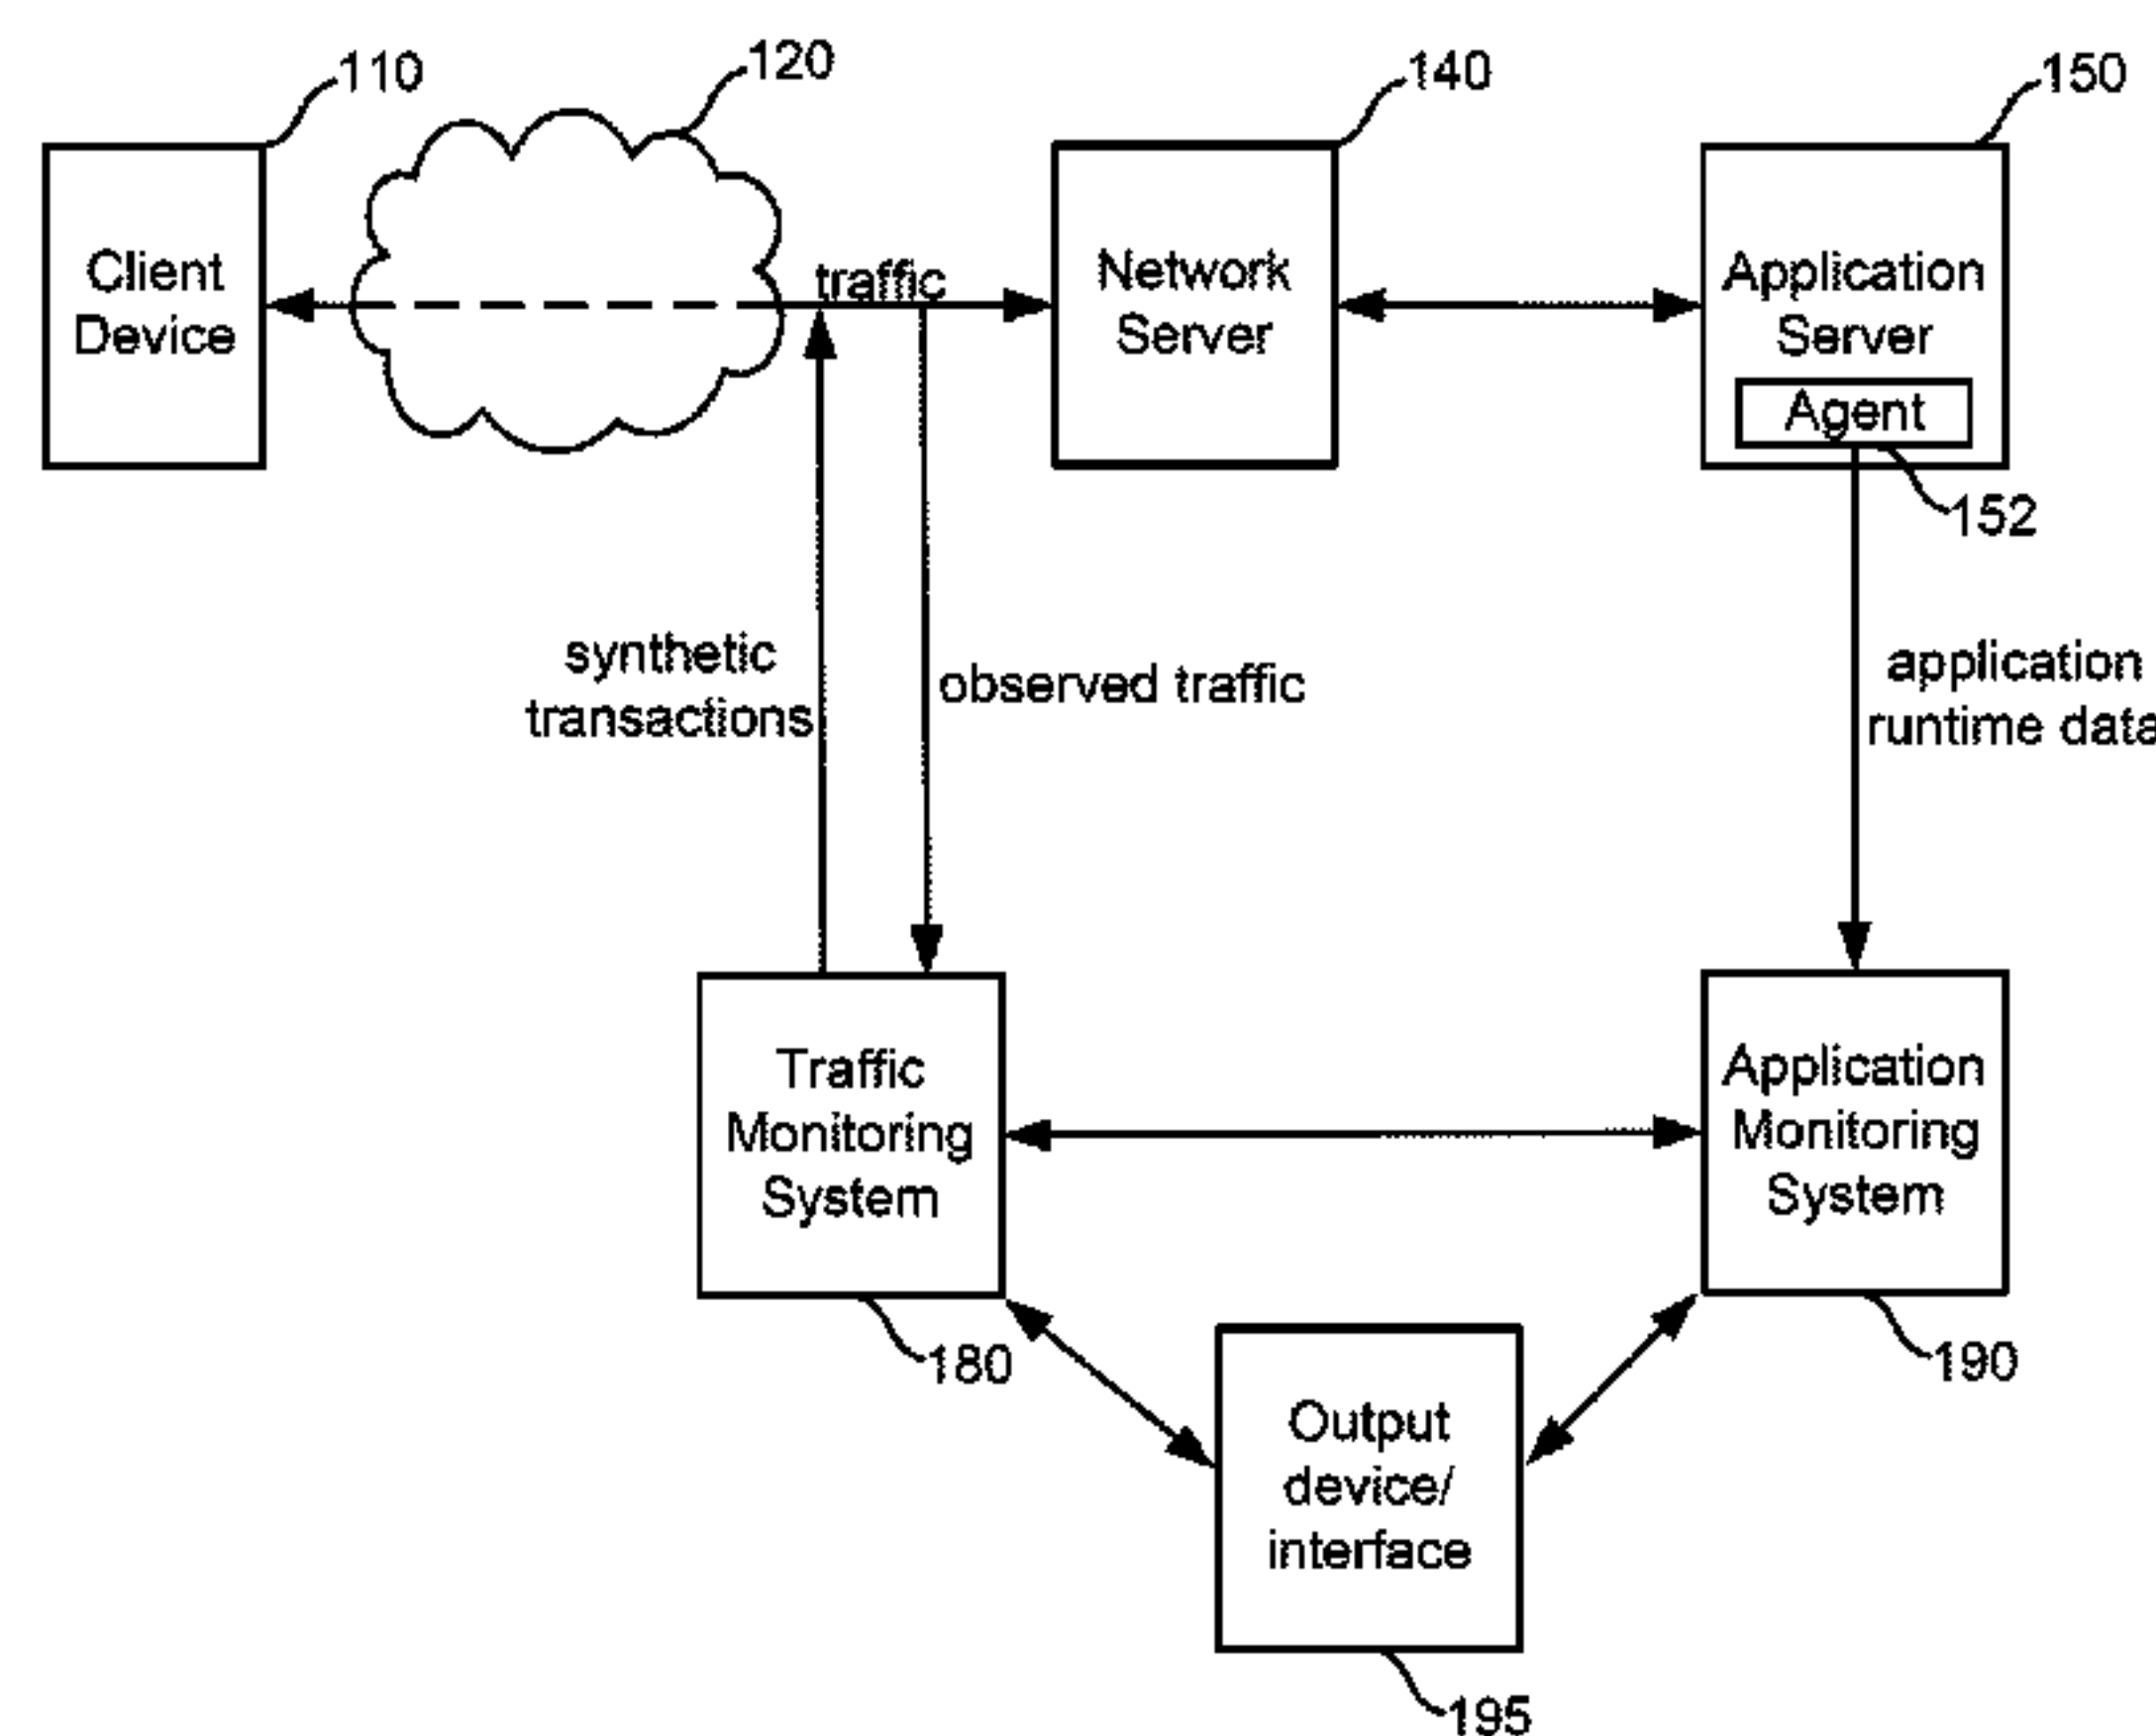 110
120
140
150
Client
Device
traffic
Network
Server
Application
Server
Agent
152
synthetic
transactions
observed traffic
application
runtime data
Traffic
Monitoring
System
Application
Monitoring
System
180
190
Output
device/
interface
195